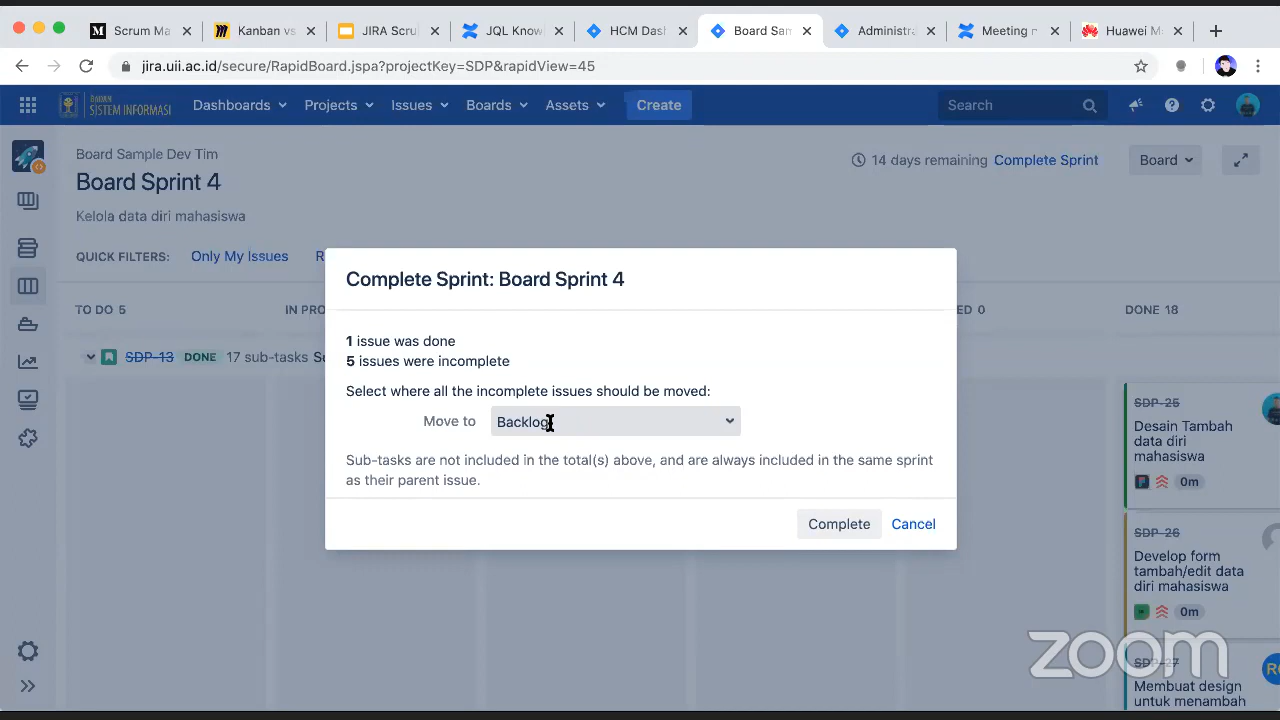 Scrum Ma
Kanban vs
JIRA Scru
JQL Know
HCM Das
Board Sam
Administra
Meeting n
Huawei M
jira.uii.ac.id/secure/RapidBoard.jspa?projectKey=SDP&rapidView=45
BADAN
SISTEM INFORMASI
Dashboards
Projects
Issues
Boards
Assets
Create
Search
Board Sample Dev Tim
Board Sprint 4
14 days remaining
Complete Sprint
Board
Kelola data diri mahasiswa
QUICK FILTERS:
Only My Issues
R
TO DO 5
IN PRO
ED 0
DONE 18
SDP-13 DONE 17 sub-tasks Se
Complete Sprint: Board Sprint 4
1 issue was done
5 issues were incomplete
Select where all the incomplete issues should be moved:
Move to
Backlog
Sub-tasks are not included in the total(s) above, and are always included in the same sprint
as their parent issue.
Complete
Cancel
SDP-25
Desain Tambah
data diri
mahasiswa
0m
SDP-26
Develop form
tambah/edit data
diri mahasiswa
0m
SDP-27
Membuat design
untuk menambah
zoom